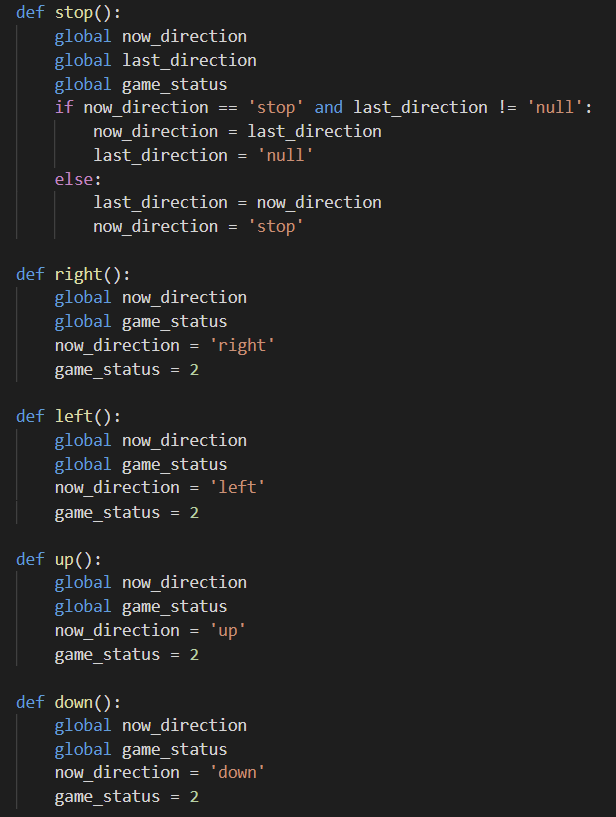 def stop():
    global now_direction
    global last_direction
    global game_status
    if now_direction == 'stop' and last_direction != 'null':
        now_direction = last_direction
        last_direction = 'null'
    else:
        last_direction = now_direction
        now_direction = 'stop'

def right():
    global now_direction
    global game_status
    now_direction = 'right'
    game_status = 2

def left():
    global now_direction
    global game_status
    now_direction = 'left'
    game_status = 2

def up():
    global now_direction
    global game_status
    now_direction = 'up'
    game_status = 2

def down():
    global now_direction
    global game_status
    now_direction = 'down'
    game_status = 2